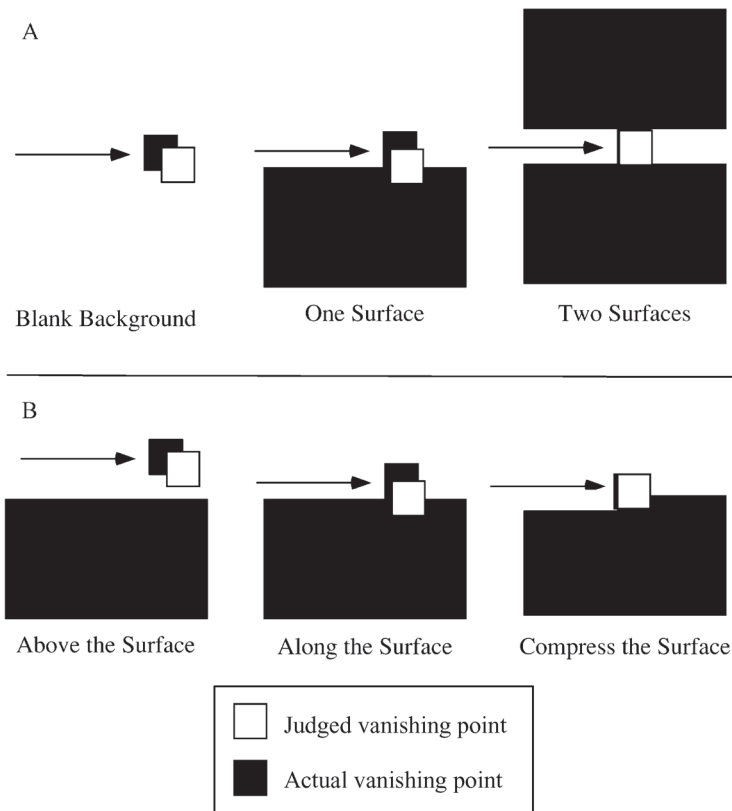 A
Blank Background
One Surface
Two Surfaces
B
Above the Surface
Along the Surface
Compress the Surface
Judged vanishing point
Actual vanishing point